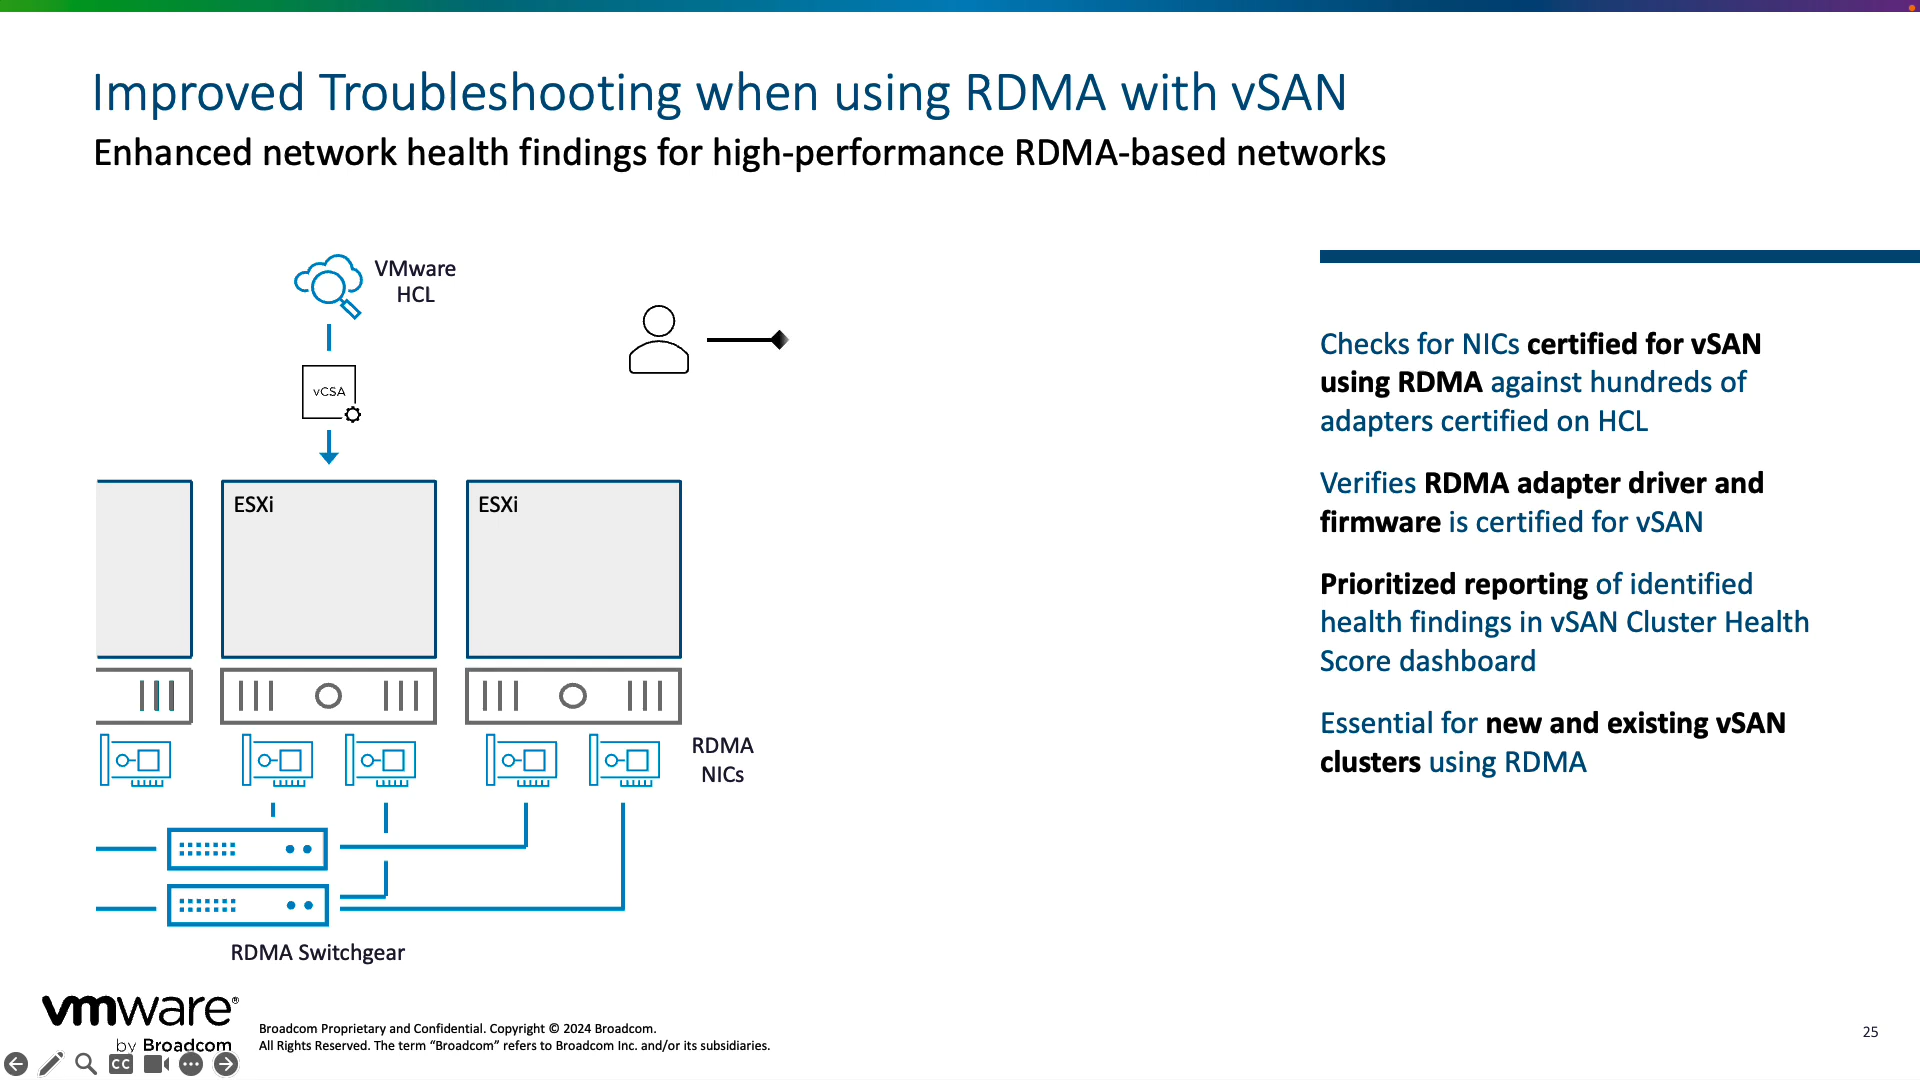 Improved Troubleshooting when using RDMA with vSAN
Enhanced network health findings for high-performance RDMA-based networks
VMware
HCL
vCSA
ESXi
ESXi
RDMA
NICs
RDMA Switchgear
Checks for NICs certified for vSAN
using RDMA against hundreds of
adapters certified on HCL
Verifies RDMA adapter driver and
firmware is certified for vSAN
Prioritized reporting of identified
health findings in vSAN Cluster Health
Score dashboard
Essential for new and existing vSAN
clusters using RDMA
vmware®
by Broadcom
Broadcom Proprietary and Confidential. Copyright © 2024 Broadcom.
All Rights Reserved. The term “Broadcom” refers to Broadcom Inc. and/or its subsidiaries.
25
CC